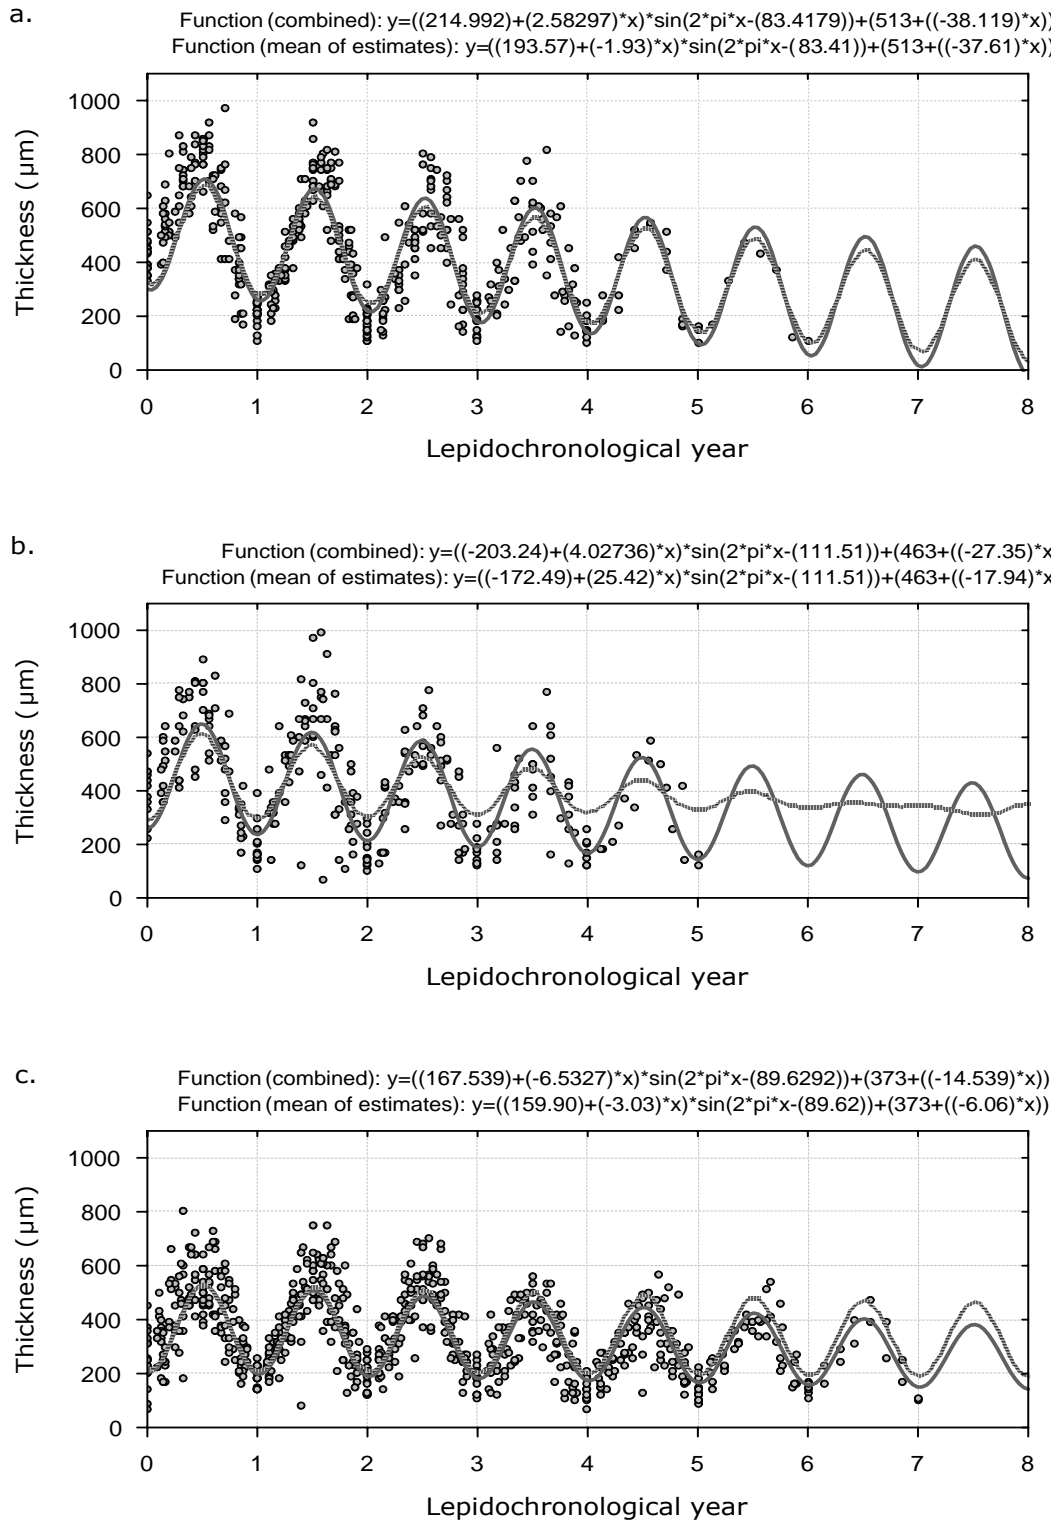 a.
Function (combined): y=((214.992)+(2.58297)*x)*sin(2*pi*x-(83.4179))+(513+((-38.119)*x))
Function (mean of estimates): y=((193.57)+(-1.93)*x)*sin(2*pi*x-(83.41))+(513+((-37.61)*x))
1000
800
600
400
200
0
Thickness (µm)
0 1 2 3 4 5 6 7 8
Lepidochronological year
b.
Function (combined): y=((-203.24)+(4.02736)*x)*sin(2*pi*x-(111.51))+(463+((-27.35)*x
Function (mean of estimates): y=((-172.49)+(25.42)*x)*sin(2*pi*x-(111.51))+(463+((-17.94)*x
1000
800
600
400
200
0
Thickness (µm)
0 1 2 3 4 5 6 7 8
Lepidochronological year
c.
Function (combined): y=((167.539)+(-6.5327)*x)*sin(2*pi*x-(89.6292))+(373+((-14.539)*x))
Function (mean of estimates): y=((159.90)+(-3.03)*x)*sin(2*pi*x-(89.62))+(373+((-6.06)*x))
1000
800
600
400
200
0
Thickness (µm)
0 1 2 3 4 5 6 7 8
Lepidochronological year